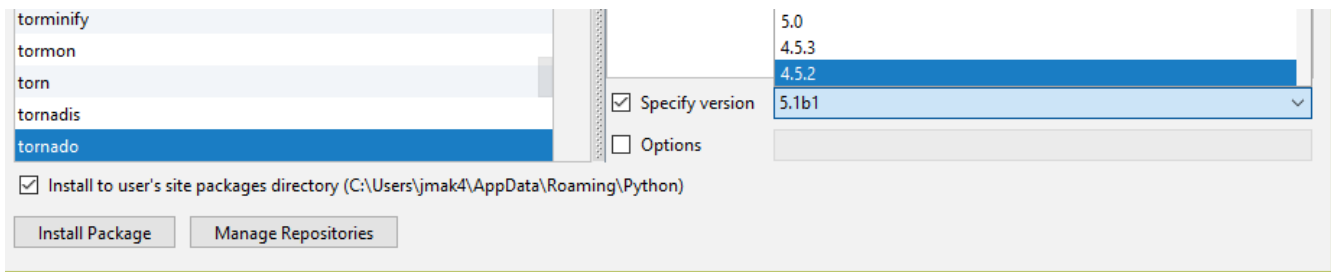 torminify
tormon
torn
tornadis
tornado
5.0
4.5.3
4.5.2
Specify version
5.1b1
Options
Install to user's site packages directory (C:\Users\jmak4\AppData\Roaming\Python)
Install Package
Manage Repositories